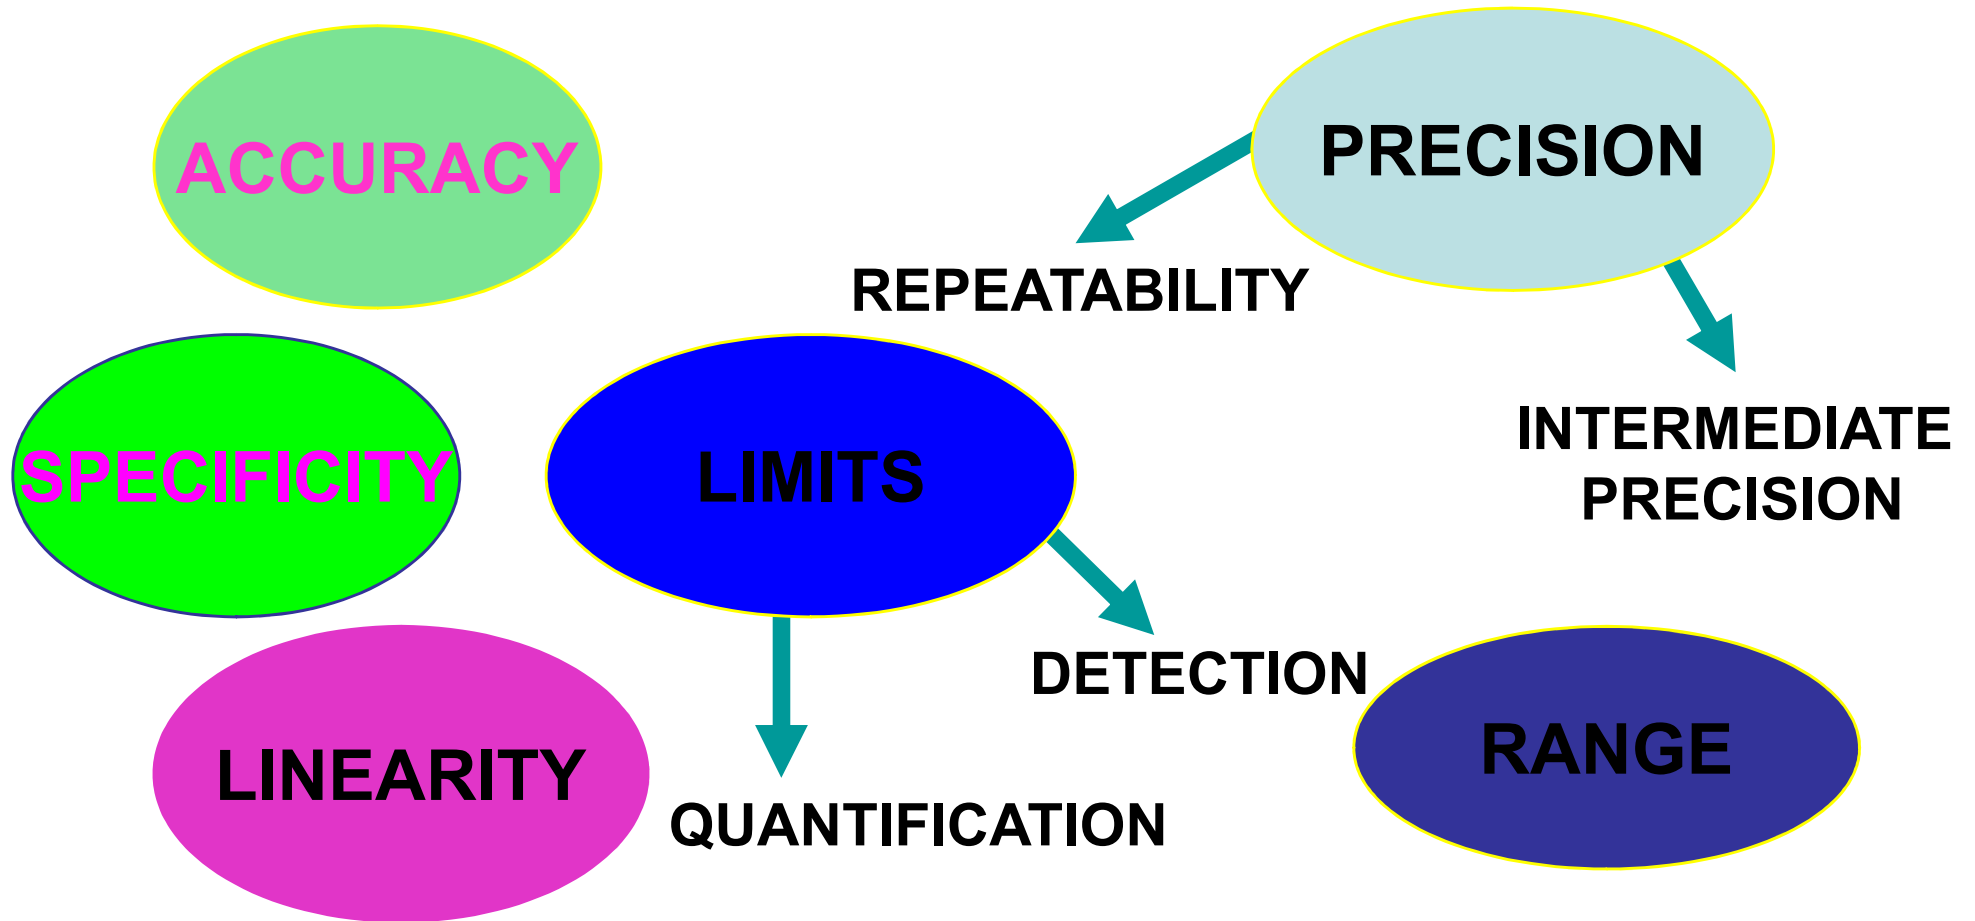 ACCURACY
PRECISION
REPEATABILITY
INTERMEDIATE
PRECISION
SPECIFICITY
LIMITS
DETECTION
QUANTIFICATION
LINEARITY
RANGE